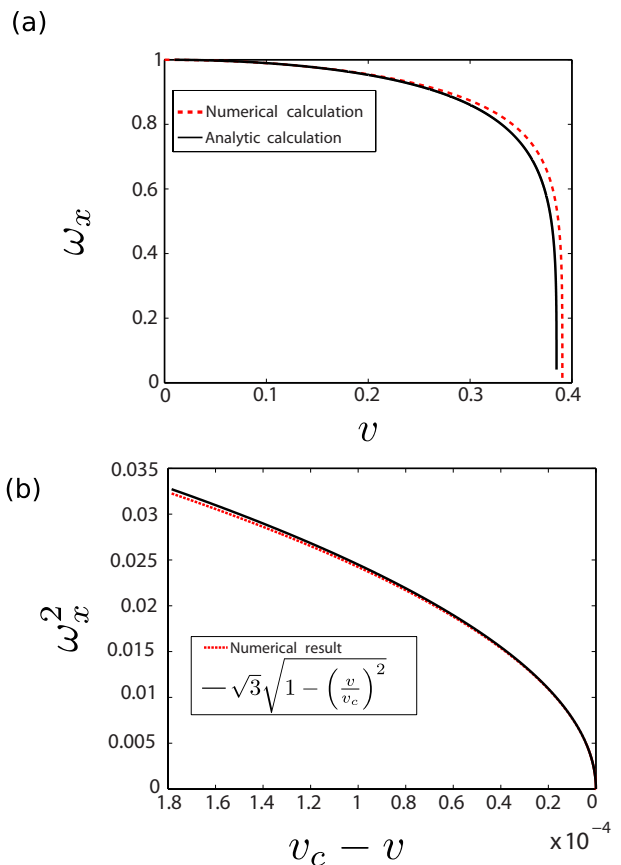 (a)
1
0.8
0.6
0.4
0.2
0
ω_x
Numerical calculation
Analytic calculation
0 0.1 0.2 0.3 0.4
v
(b)
0.035
0.03
0.025
0.02
0.015
0.01
0.005
0
ω_x^2
Numerical result
√3√(1 − (v/v_c)^2)
1.8 1.6 1.4 1.2 1 0.8 0.6 0.4 0.2 0
v_c − v
x10^-4